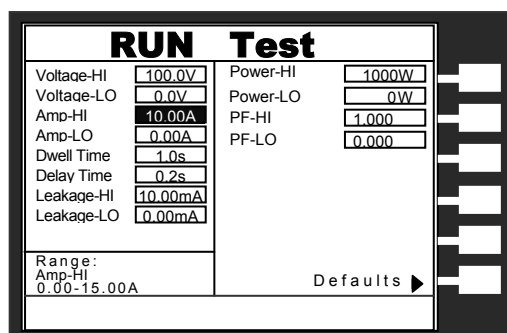 RUN Test
Voltage-HI 100.0V
Voltage-LO 0.0V
Amp-HI 10.00A
Amp-LO 0.00A
Dwell Time 1.0s
Delay Time 0.2s
Leakage-HI 10.00mA
Leakage-LO 0.00mA
Power-HI 1000W
Power-LO 0W
PF-HI 1.000
PF-LO 0.000
Range:
Amp-HI
0.00-15.00A
Defaults